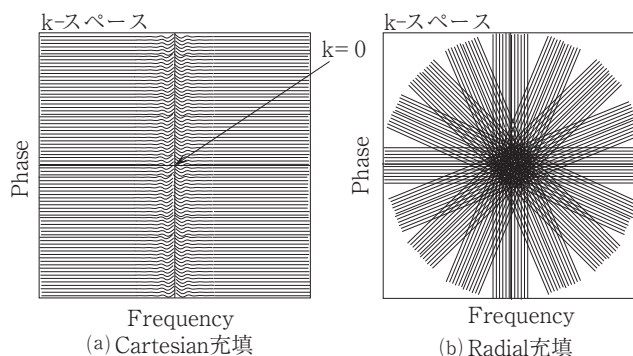 k-スペース
k=0
Phase
Frequency
(a) Cartesian充填
k-スペース
Phase
Frequency
(b) Radial充填